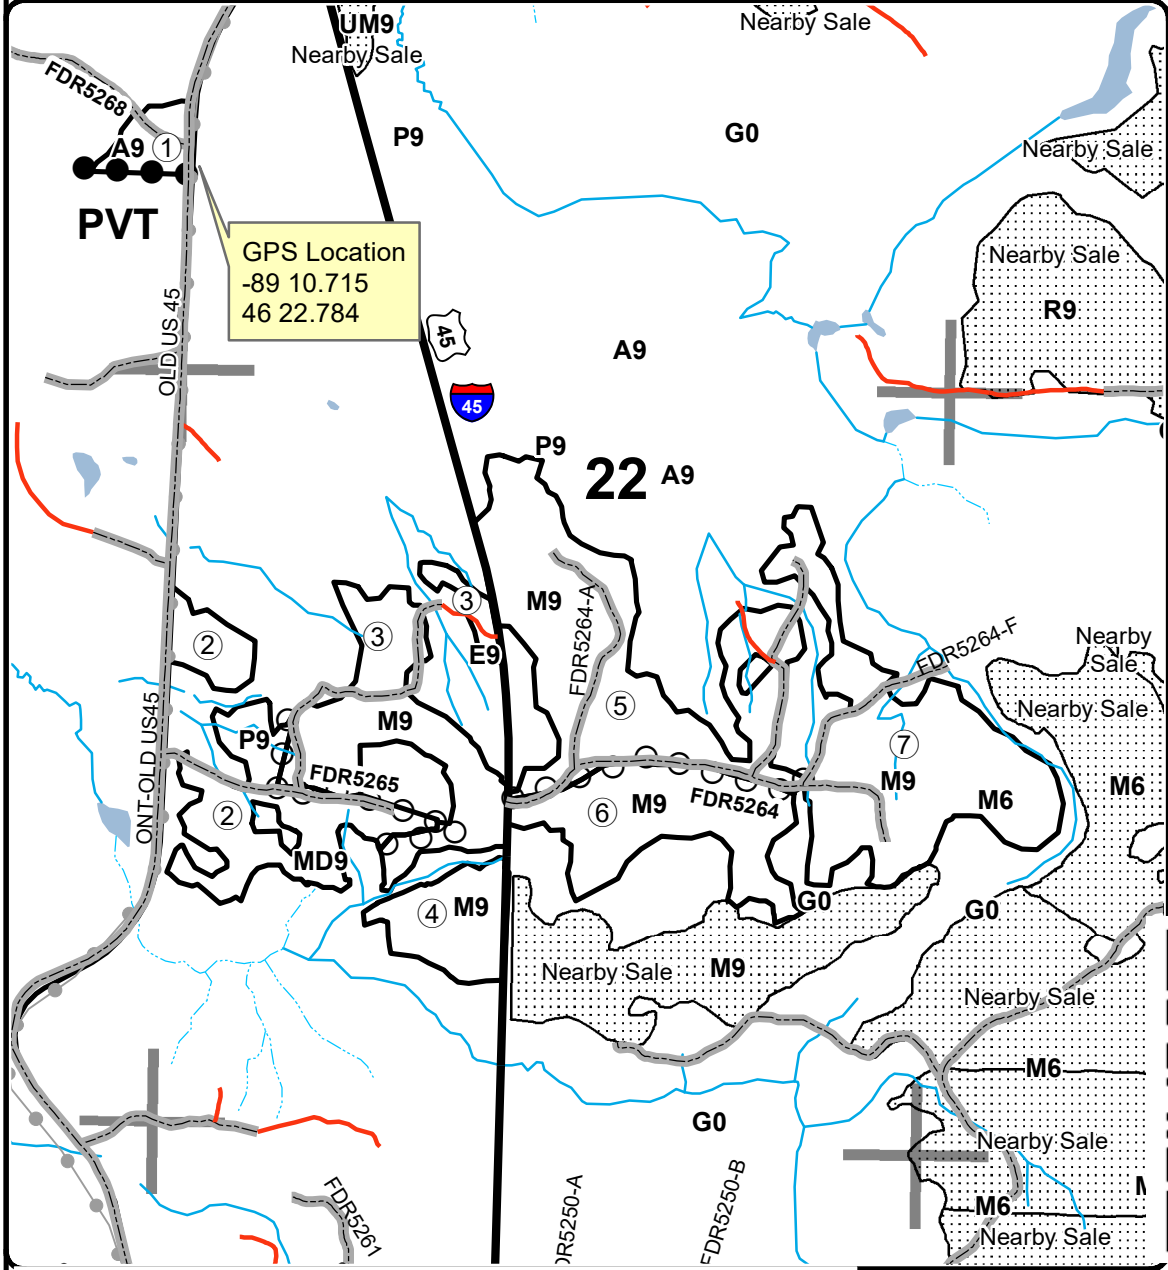 UM9
Nearby Sale
Nearby Sale
FDR5268
A9
1
P9
G0
Nearby Sale
PVT
GPS Location
-89 10.715
46 22.784
Nearby Sale
R9
OLD US 45
45
45
A9
P9
22
A9
M9
FDR5264-A
3
3
2
E9
FDR5264-F
Nearby
Sale
Nearby Sale
5
M9
P9
7
ONT-OLD US45
FDR5265
M9
M6
M6
2
6
M9
FDR5264
MD9
4
M9
G0
G0
Nearby Sale
M9
Nearby Sale
M6
G0
Nearby Sale
M6
Nearby Sale
FDR5261
FDR5250-B